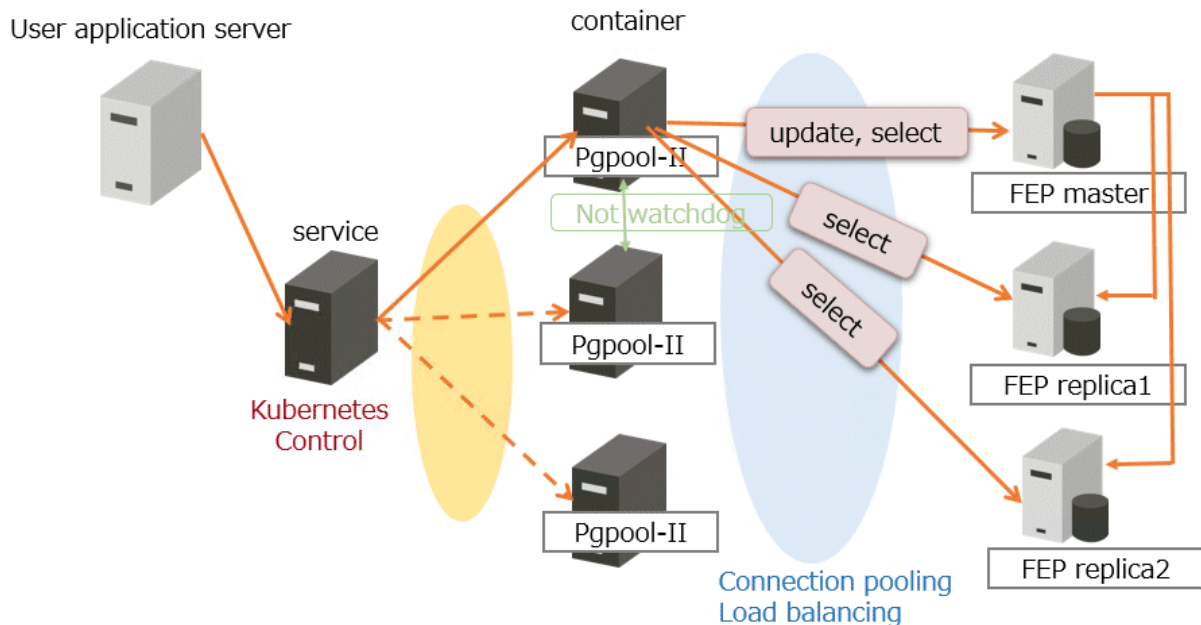 User application server
container
Pgpool-II
update, select
FEP master
Not watchdog
select
service
select
Pgpool-II
FEP replica1
Kubernetes
Control
Pgpool-II
FEP replica2
Connection pooling
Load balancing